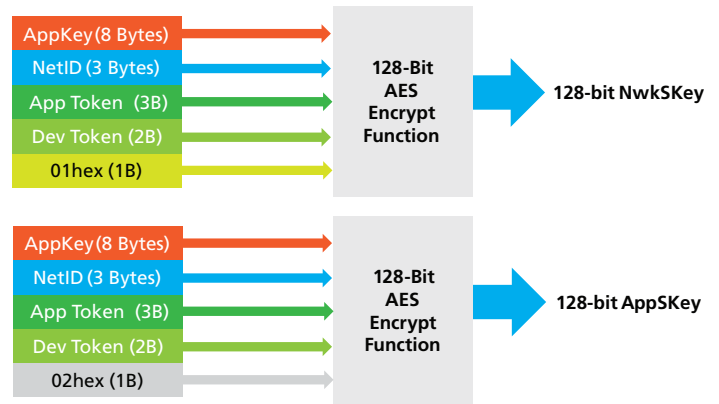 AppKey (8 Bytes)
NetID (3 Bytes)
App Token (3B)
Dev Token (2B)
01hex (1B)
128-Bit
AES
Encrypt
Function
128-bit NwkSKey
AppKey (8 Bytes)
NetID (3 Bytes)
App Token (3B)
Dev Token (2B)
02hex (1B)
128-Bit
AES
Encrypt
Function
128-bit AppSKey